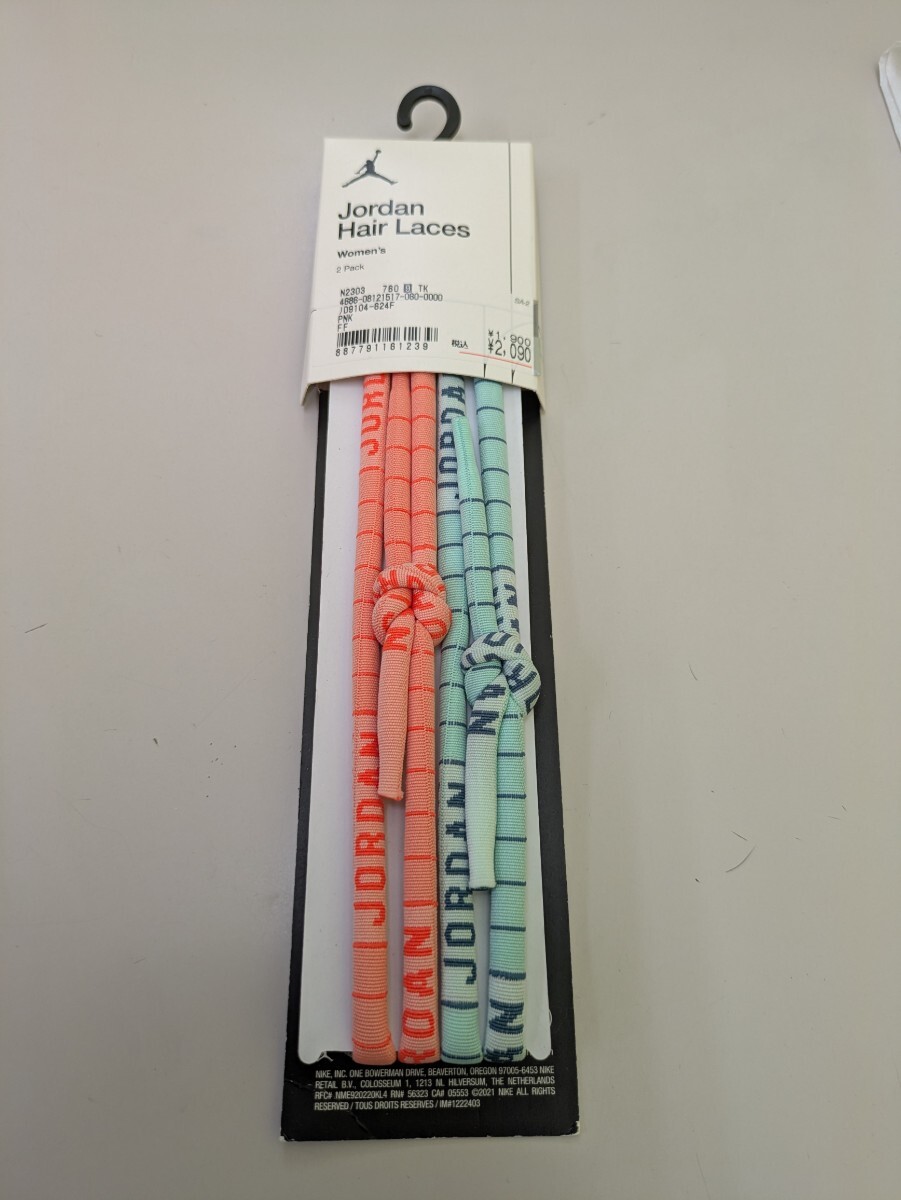 Jordan
Hair Laces
Women's
2 Pack
N2303 780 B TK
4886-08121517-080-0000
/D9104-624F
PNK
FF
887791161239
税込
¥1,900
¥2,090
JORDAN
JORDAN
JORDAN
NIKE, INC. ONE BOWERMAN DRIVE, BEAVERTON, OREGON 97005-6453 NIKE
RETAIL B.V., COLOSSEUM 1, 1213 NL HILVERSUM, THE NETHERLANDS
RFC# NME920220KL4 RN# 56323 CA# 05553 ©2021 NIKE ALL RIGHTS
RESERVED / TOUS DROITS RESERVES / IM#1222403